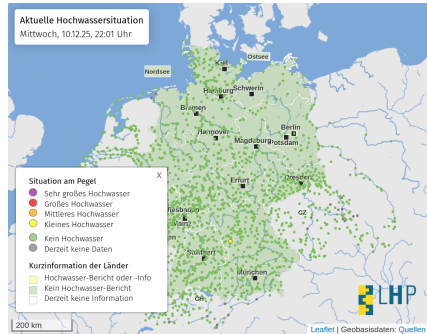 Aktuelle Hochwassersituation
Mittwoch, 10.12.25, 22:01 Uhr
Ostsee
Nordsee
Kiel
Hamburg
Schwerin
Bremen
Berlin
Hannover
Potsdam
Magdeburg
Erfurt
Dresden
X
Situation am Pegel
Sehr großes Hochwasser
Großes Hochwasser
Mittleres Hochwasser
Kleines Hochwasser
Kein Hochwasser
Derzeit keine Daten
Kurzinformation der Länder
Hochwasser-Bericht oder -Info
Kein Hochwasser-Bericht
Derzeit keine Information
iesbaden
Mainz
en
CZ
Stuttgart
München
CH
LHP
200 km
Leaflet | Geobasisdaten: Quellen